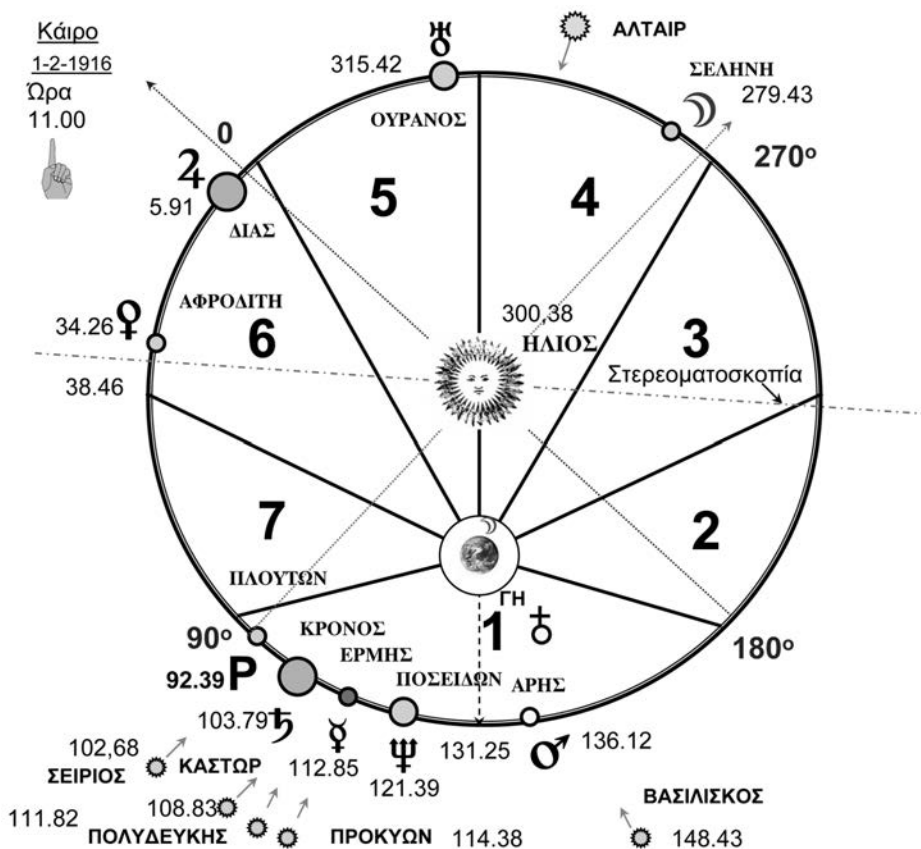 Κάιρο
1-2-1916
Ώρα
11.00
315.42
ΟΥΡΑΝΟΣ
ΑΛΤΑΙΡ
ΣΕΛΗΝΗ
279.43
270º
0
5.91
ΔΙΑΣ
5
4
ΑΦΡΟΔΙΤΗ
34.26
6
300,38
ΗΛΙΟΣ
3
Στερεοματοσκοπία
38.46
7
2
ΠΛΟΥΤΩΝ
ΓΗ
1
90º
180º
ΚΡΟΝΟΣ
ΕΡΜΗΣ
ΠΟΣΕΙΔΩΝ
ΑΡΗΣ
92.39 P
103.79
131.25
136.12
102,68
ΣΕΙΡΙΟΣ
ΚΑΣΤΩΡ
112.85
121.39
ΒΑΣΙΛΙΣΚΟΣ
111.82
108.83
ΠΟΛΥΔΕΥΚΗΣ
ΠΡΟΚΥΩΝ
114.38
148.43